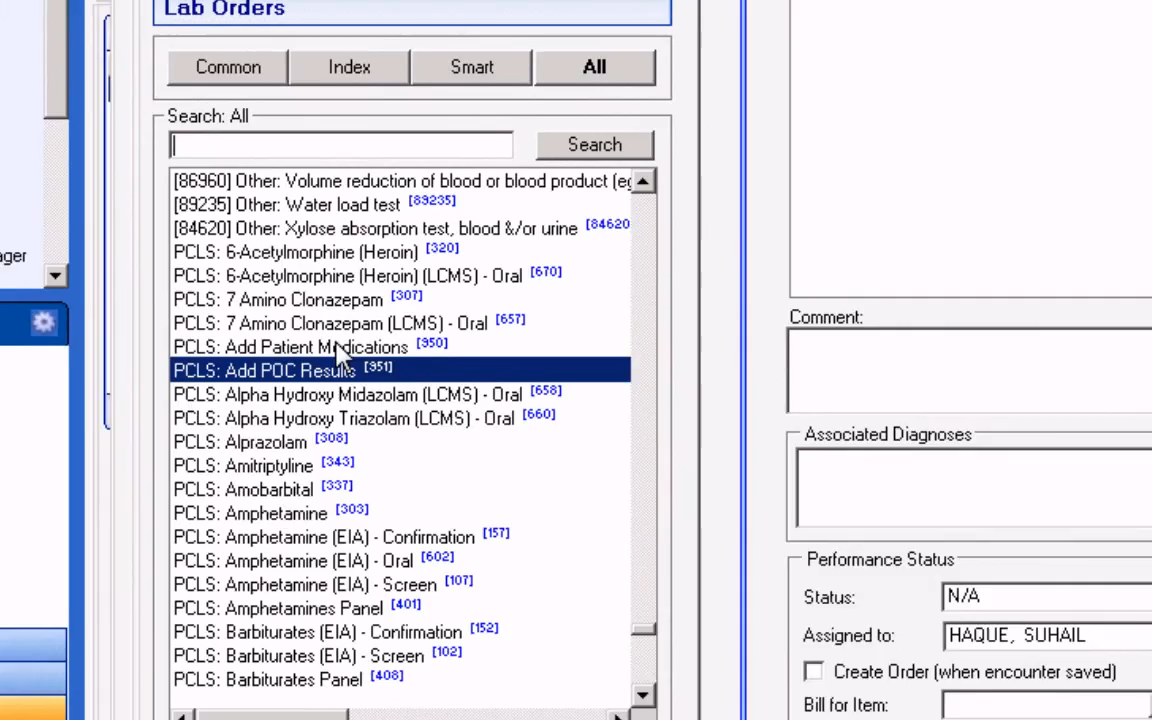 Lab Orders
Common Index Smart All
Search: All
Search
[86960] Other: Volume reduction of blood or blood product (eg
[89235] Other: Water load test [89235]
[84620] Other: Xylose absorption test, blood &/or urine [84620
PCLS: 6-Acetylmorphine (Heroin) [320]
PCLS: 6-Acetylmorphine (Heroin) (LCMS) - Oral [670]
PCLS: 7 Amino Clonazepam [307]
PCLS: 7 Amino Clonazepam (LCMS) - Oral [657]
PCLS: Add Patient Medications [950]
PCLS: Add POC Results [951]
PCLS: Alpha Hydroxy Midazolam (LCMS) - Oral [658]
PCLS: Alpha Hydroxy Triazolam (LCMS) - Oral [660]
PCLS: Alprazolam [308]
PCLS: Amitriptyline [343]
PCLS: Amobarbital [337]
PCLS: Amphetamine [303]
PCLS: Amphetamine (EIA) - Confirmation [157]
PCLS: Amphetamine (EIA) - Oral [602]
PCLS: Amphetamine (EIA) - Screen [107]
PCLS: Amphetamines Panel [401]
PCLS: Barbiturates (EIA) - Confirmation [152]
PCLS: Barbiturates (EIA) - Screen [102]
PCLS: Barbiturates Panel [408]
ager
Comment:
Associated Diagnoses
Performance Status
Status: N/A
Assigned to: HAQUE, SUHAIL
Create Order (when encounter saved)
Bill for Item: